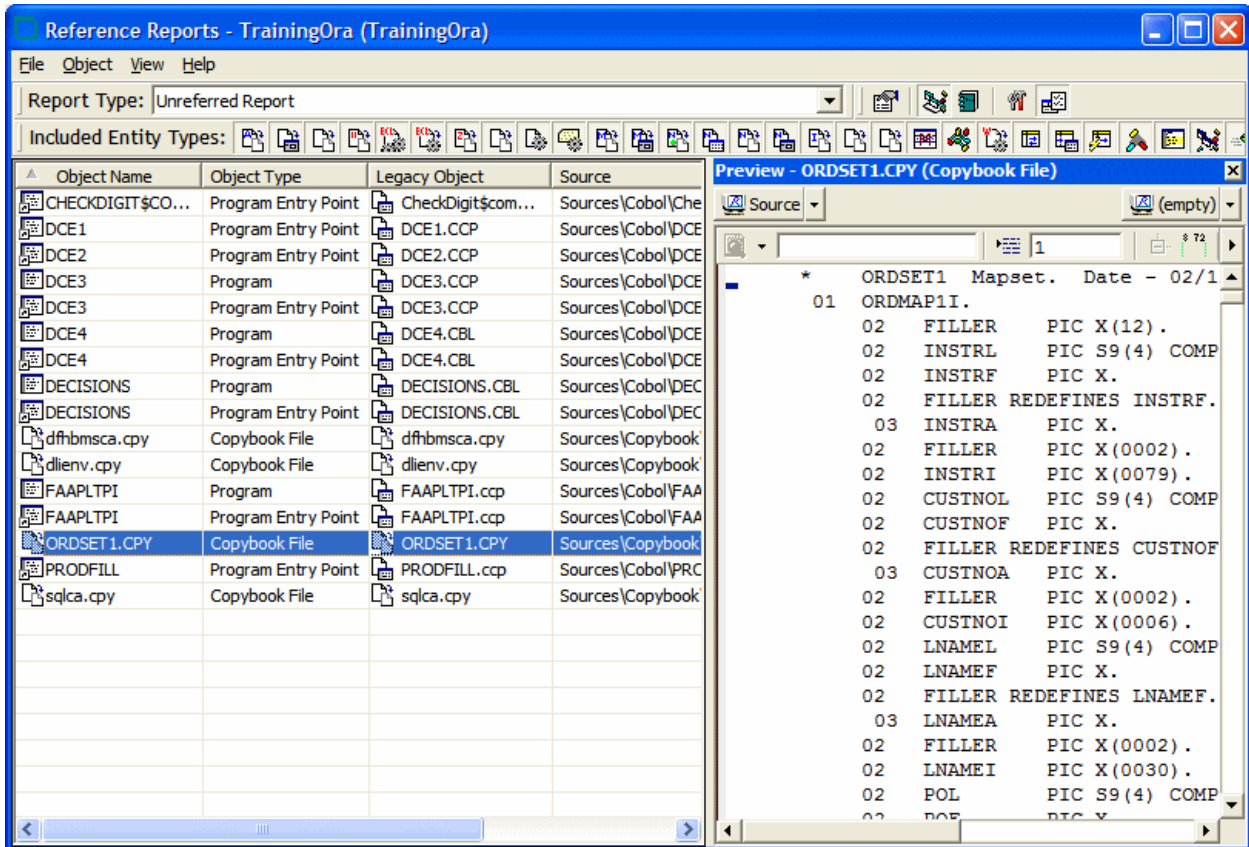 Reference Reports - TrainingOra (TrainingOra)
File Object View Help
Report Type: Unreferred Report
Included Entity Types:
Object Name Object Type Legacy Object Source
CHECKDIGIT$CO... Program Entry Point CheckDigit$com... Sources\Cobol\Che
DCE1 Program Entry Point DCE1.CCP Sources\Cobol\DCE
DCE2 Program Entry Point DCE2.CCP Sources\Cobol\DCE
DCE3 Program DCE3.CCP Sources\Cobol\DCE
DCE3 Program Entry Point DCE3.CCP Sources\Cobol\DCE
DCE4 Program DCE4.CBL Sources\Cobol\DCE
DCE4 Program Entry Point DCE4.CBL Sources\Cobol\DCE
DECISIONS Program DECISIONS.CBL Sources\Cobol\DEC
DECISIONS Program Entry Point DECISIONS.CBL Sources\Cobol\DEC
dfhbmsca.cpy Copybook File dfhbmsca.cpy Sources\Copybook\
dlienv.cpy Copybook File dlienv.cpy Sources\Copybook\
FAAPLTPI Program FAAPLTPI.ccp Sources\Cobol\FAA
FAAPLTPI Program Entry Point FAAPLTPI.ccp Sources\Cobol\FAA
ORDSET1.CPY Copybook File ORDSET1.CPY Sources\Copybook
PRODFILL Program Entry Point PRODFILL.ccp Sources\Cobol\PRC
sqlca.cpy Copybook File sqlca.cpy Sources\Copybook\
Preview - ORDSET1.CPY (Copybook File)
Source (empty)
1 8 72
* ORDSET1 Mapset. Date - 02/1
01 ORDMAP1I.
02 FILLER PIC X(12).
02 INSTRL PIC S9(4) COMP
02 INSTRF PIC X.
02 FILLER REDEFINES INSTRF.
03 INSTRA PIC X.
02 FILLER PIC X(0002).
02 INSTRI PIC X(0079).
02 CUSTNOL PIC S9(4) COMP
02 CUSTNOF PIC X.
02 FILLER REDEFINES CUSTNOF
03 CUSTNOA PIC X.
02 FILLER PIC X(0002).
02 CUSTNOI PIC X(0006).
02 LNAMEL PIC S9(4) COMP
02 LNAMEF PIC X.
02 FILLER REDEFINES LNAMEF.
03 LNAMEA PIC X.
02 FILLER PIC X(0002).
02 LNAMEI PIC X(0030).
02 POL PIC S9(4) COMP
02 POF PIC X